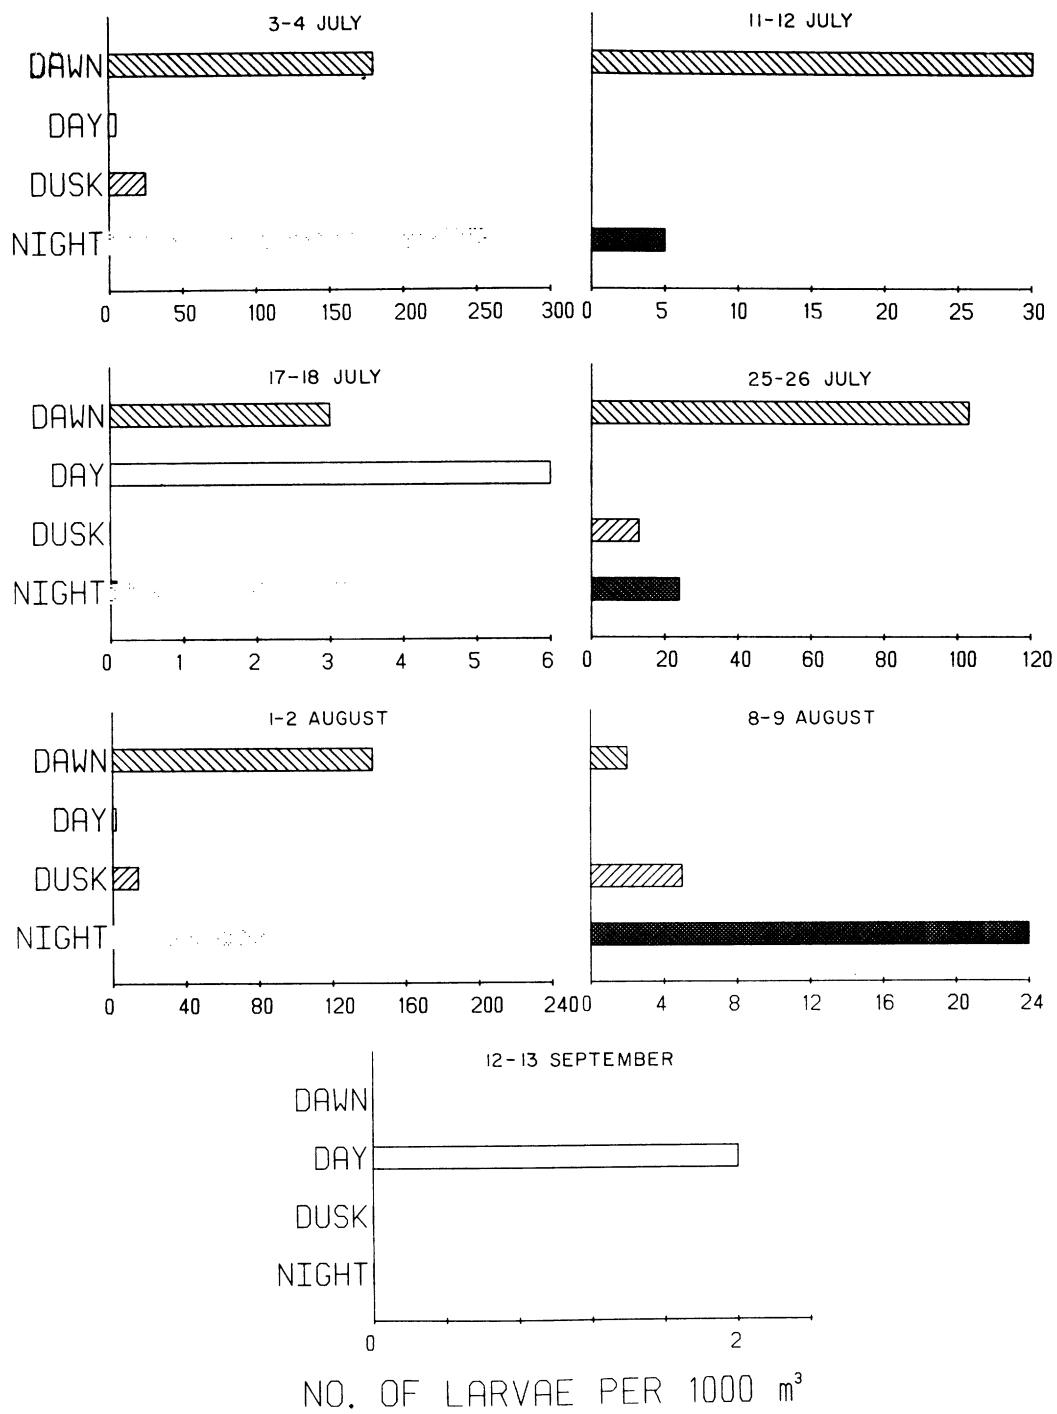 3-4 JULY
DAWN
DAY
DUSK
NIGHT
0 50 100 150 200 250 300
11-12 JULY
0 5 10 15 20 25 30
17-18 JULY
DAWN
DAY
DUSK
NIGHT
0 1 2 3 4 5 6
25-26 JULY
0 20 40 60 80 100 120
1-2 AUGUST
DAWN
DAY
DUSK
NIGHT
0 40 80 120 160 200 240
8-9 AUGUST
0 4 8 12 16 20 24
12-13 SEPTEMBER
DAWN
DAY
DUSK
NIGHT
0 2
NO. OF LARVAE PER 1000 m³